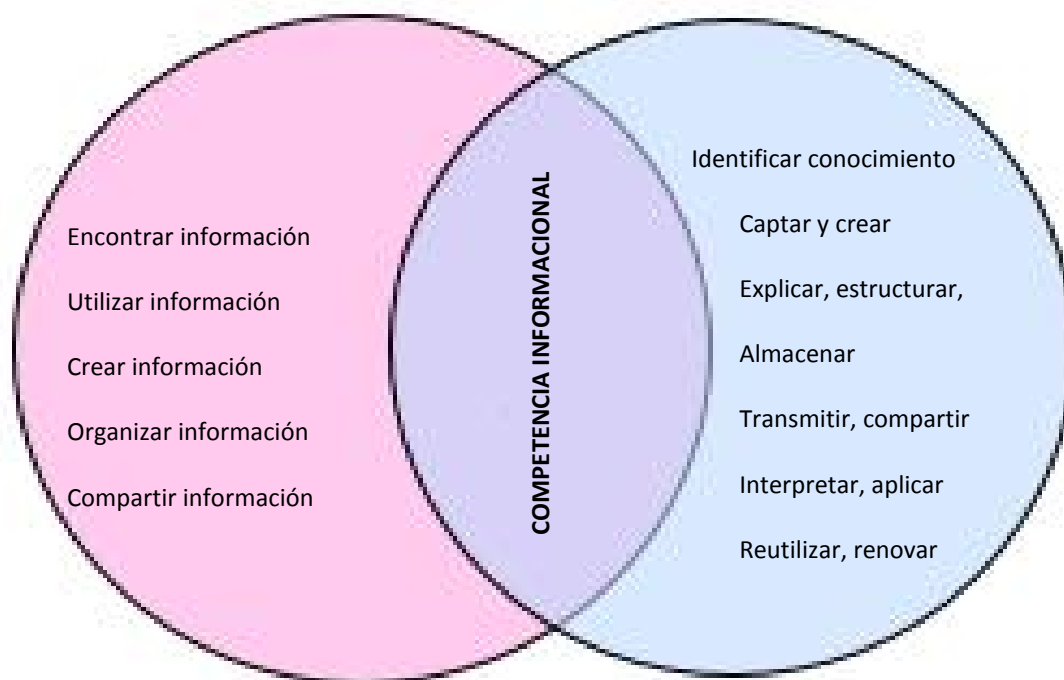 Encontrar información
Utilizar información
Crear información
Organizar información
Compartir información
COMPETENCIA INFORMACIONAL
Identificar conocimiento
Captar y crear
Explicar, estructurar,
Almacenar
Transmitir, compartir
Interpretar, aplicar
Reutilizar, renovar